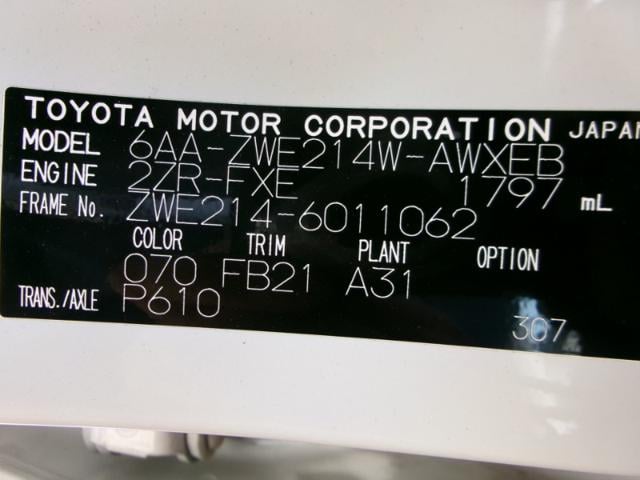 TOYOTA MOTOR CORPORATION JAPAN
MODEL 6AA-ZWE214W-AWXEB
ENGINE 2ZR-FXE 1797 mL
FRAME No. ZWE214-6011062
COLOR TRIM PLANT OPTION
070 FB21 A31
TRANS./AXLE P610
307